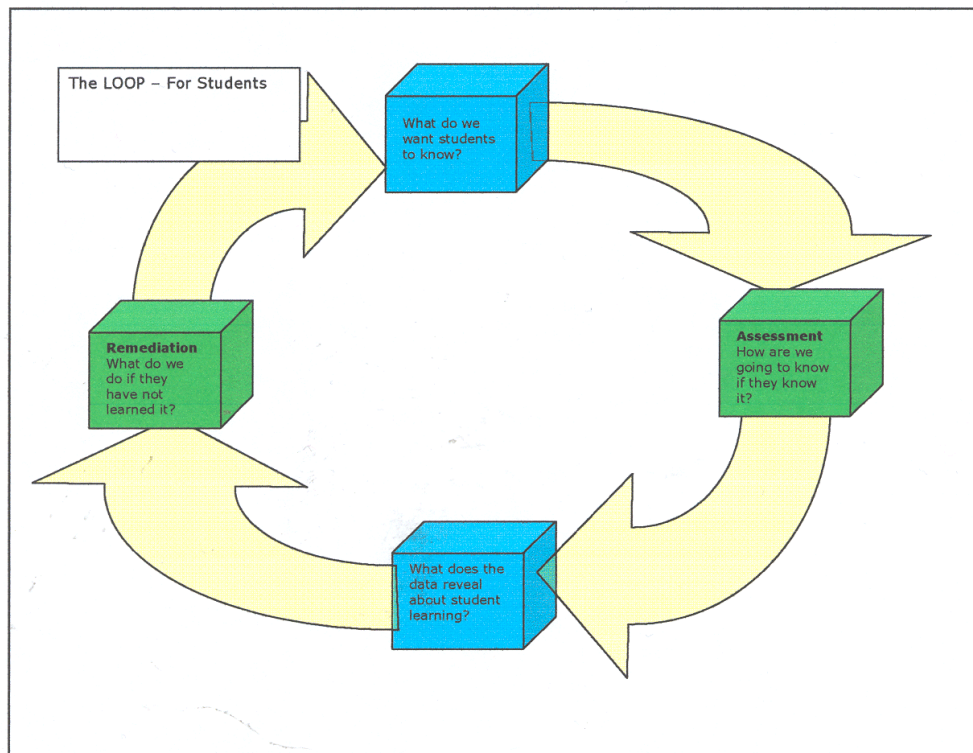 The LOOP – For Students
What do we
want students
to know?
Assessment
How are we
going to know
if they know
it?
What does the
data reveal
about student
learning?
Remediation
What do we
do if they
have not
learned it?